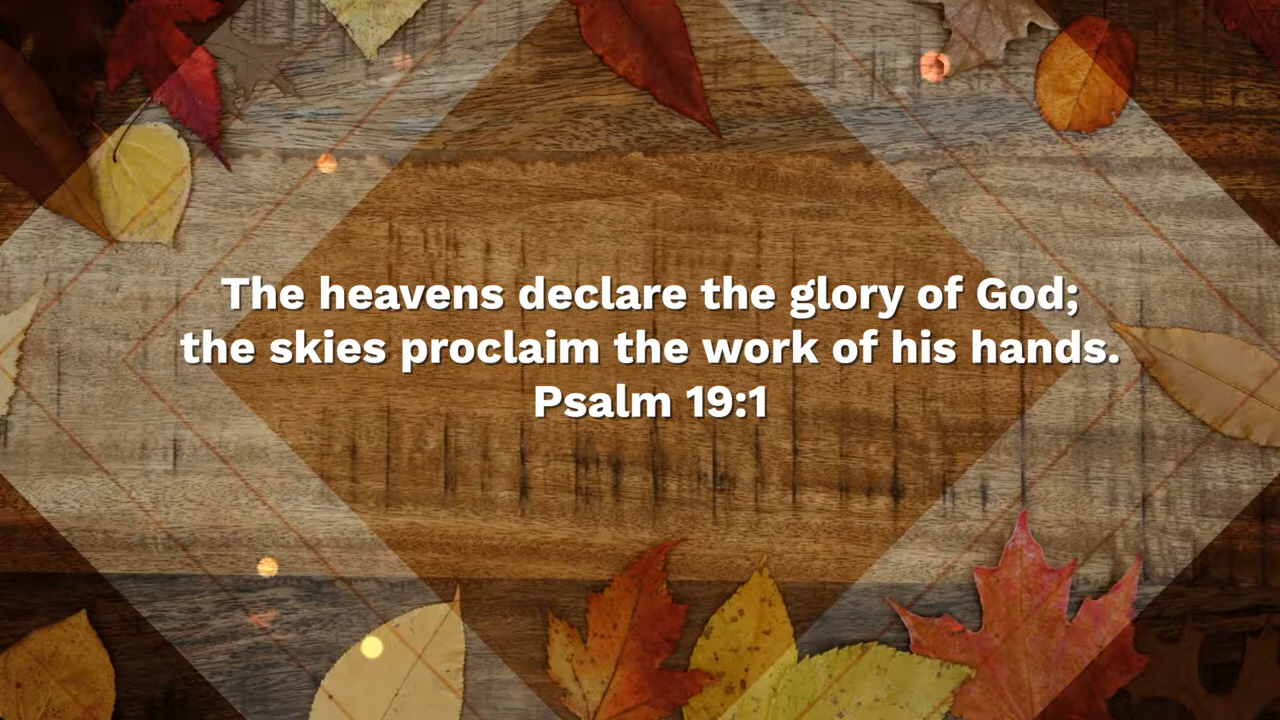 The heavens declare the glory of God;
the skies proclaim the work of his hands.
Psalm 19:1